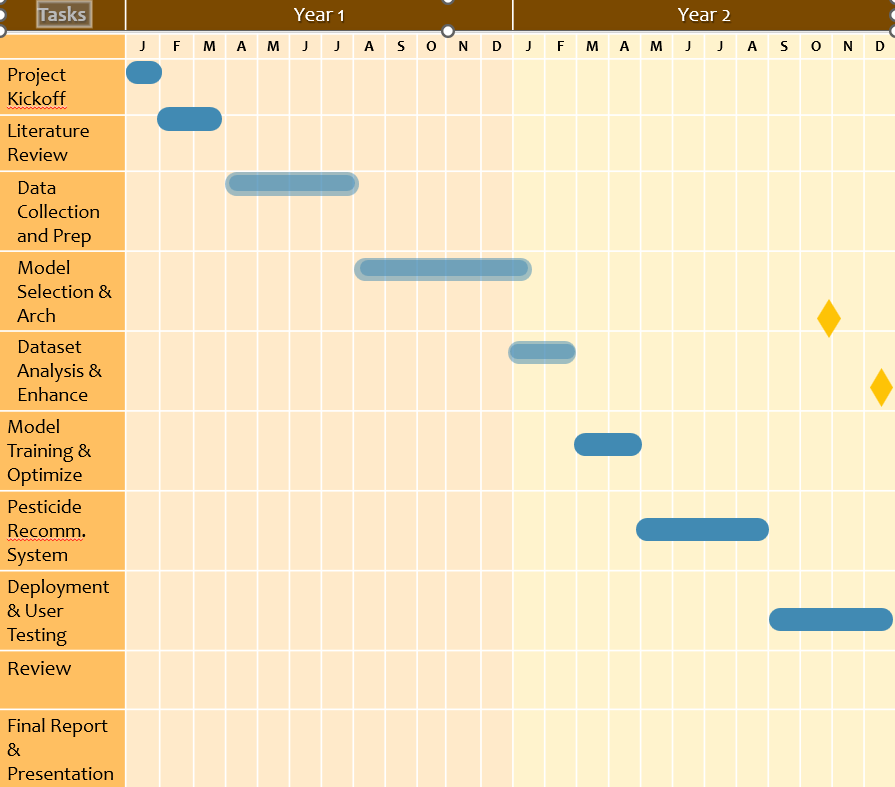 Tasks Year 1 Year 2
J F M A M J J A S O N D J F M A M J J A S O N D
Project
Kickoff
Literature
Review
Data
Collection
and Prep
Model
Selection &
Arch
Dataset
Analysis &
Enhance
Model
Training &
Optimize
Pesticide
Recomm.
System
Deployment
& User
Testing
Review
Final Report
&
Presentation